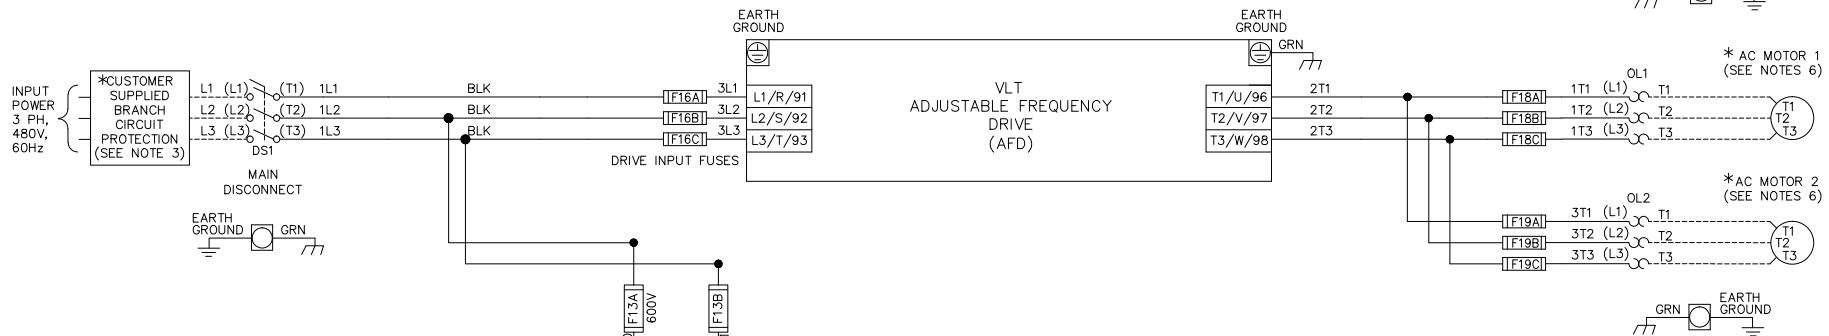 EARTH
GROUND
EARTH
GROUND
GRN
* AC MOTOR 1
(SEE NOTES 6)
INPUT
POWER
3 PH,
480V,
60Hz
*CUSTOMER
SUPPLIED
BRANCH
CIRCUIT
PROTECTION
(SEE NOTE 3)
L1 (L1) (T1) 1L1 BLK F16A 3L1 L1/R/91
L2 (L2) (T2) 1L2 F16B 3L2 L2/S/92
L3 (L3) (T3) 1L3 BLK F16C 3L3 L3/T/93
DS1
MAIN
DISCONNECT
DRIVE INPUT FUSES
VLT
ADJUSTABLE FREQUENCY
DRIVE
(AFD)
OL1
T1/U/96 2T1 F18A 1T1 (L1) T1 T1
T2/V/97 2T2 F18B 1T2 (L2) T2 T2
T3/W/98 2T3 F18C 1T3 (L3) T3 T3
* AC MOTOR 2
(SEE NOTES 6)
OL2
F19A 3T1 (L1) T1 T1
F19B 3T2 (L2) T2 T2
F19C 3T3 (L3) T3 T3
EARTH
GROUND GRN
F13A 600V F13B
GRN EARTH
GROUND